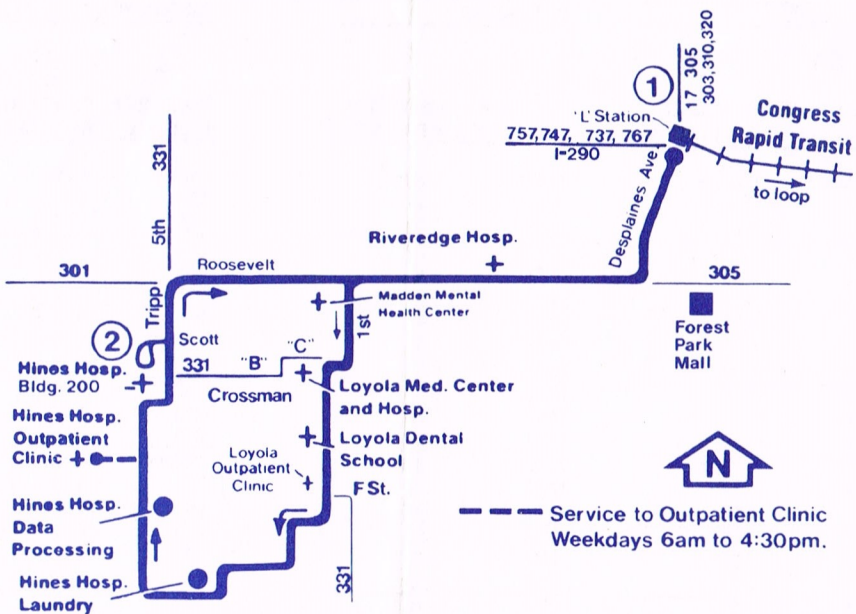 17 305
303,310,320
1
'L' Station
757,747, 737, 767
I-290
Congress
Rapid Transit
to loop
Desplaines Ave.
331
5th
Riveredge Hosp.
301
Roosevelt
305
Tripp
Madden Mental
Health Center
1st
Forest
Park
Mall
2
Scott
Hines Hosp.
Bldg. 200
331
"B"
"C"
Crossman
Loyola Med. Center
and Hosp.
Hines Hosp.
Outpatient
Clinic
Loyola Dental
School
Loyola
Outpatient
Clinic
F St.
N
Hines Hosp.
Data
Processing
Service to Outpatient Clinic
Weekdays 6am to 4:30pm.
331
Hines Hosp.
Laundry